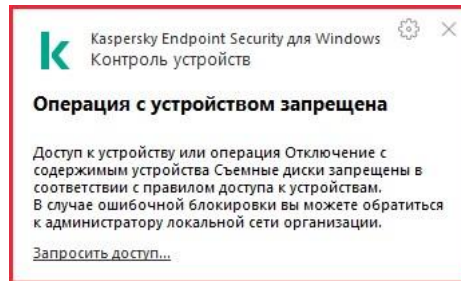 Kaspersky Endpoint Security для Windows
Контроль устройств
Операция с устройством запрещена
Доступ к устройству или операция Отключение с
содержимым устройства Съемные диски запрещены в
соответствии с правилом доступа к устройствам.
В случае ошибочной блокировки вы можете обратиться
к администратору локальной сети организации.
Запросить доступ...